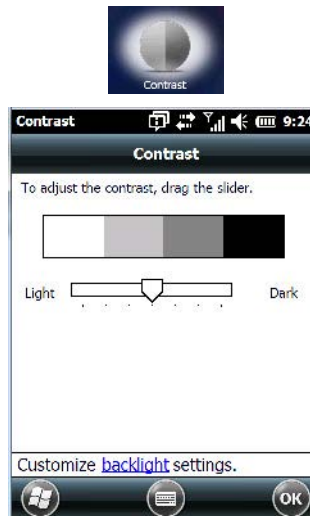 Contrast
Contrast 9:24
Contrast
To adjust the contrast, drag the slider.
Light Dark
Customize backlight settings.
OK